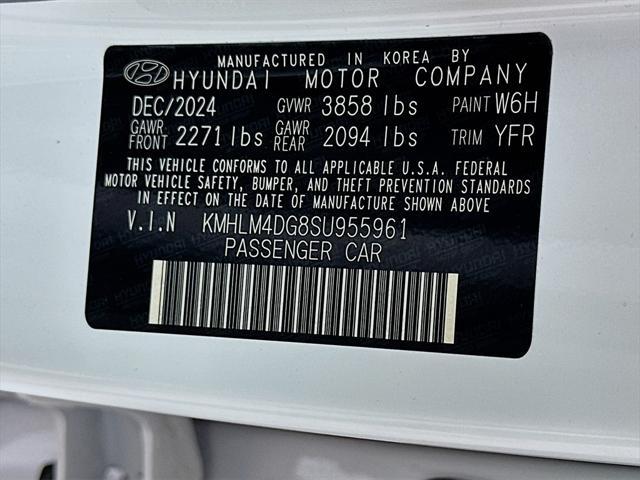 MANUFACTURED IN KOREA BY
HYUNDAI MOTOR COMPANY
DEC/2024 GVWR 3858 lbs PAINT W6H
GAWR FRONT 2271 lbs GAWR REAR 2094 lbs TRIM YFR
THIS VEHICLE CONFORMS TO ALL APPLICABLE U.S.A. FEDERAL
MOTOR VEHICLE SAFETY, BUMPER, AND THEFT PREVENTION STANDARDS
IN EFFECT ON THE DATE OF MANUFACTURE SHOWN ABOVE.
V.I.N KMHLM4DG8SU955961
PASSENGER CAR